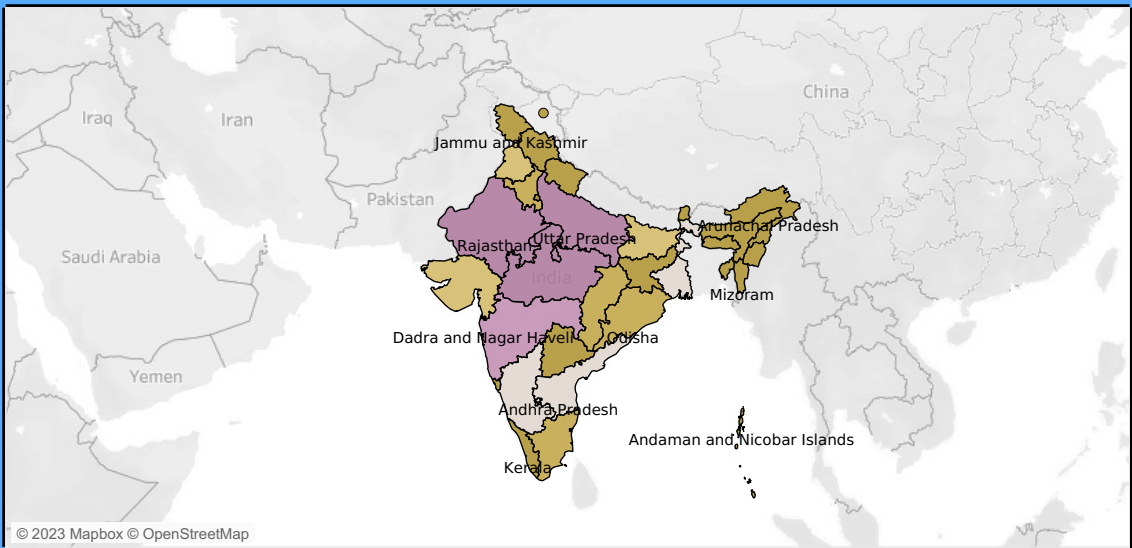 China
Iraq
Iran
Jammu and Kashmir
Pakistan
Arunachal Pradesh
Uttar Pradesh
Rajasthan
Saudi Arabia
India
Mizoram
Dadra and Nagar Haveli
Odisha
Yemen
Andhra Pradesh
Andaman and Nicobar Islands
Kerala
© 2023 Mapbox © OpenStreetMap